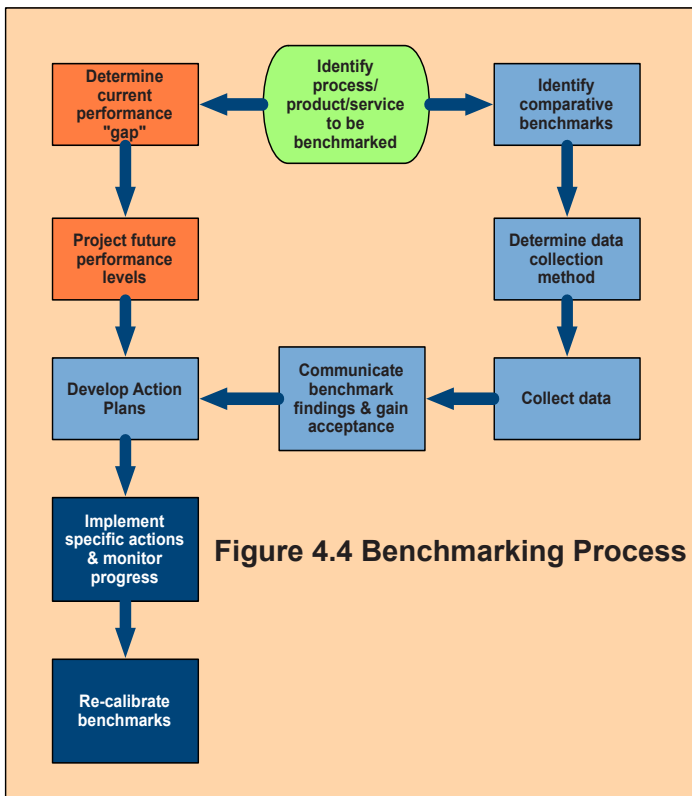 Determine
current
performance
"gap"
Identify
process/
product/service
to be
benchmarked
Identify
comparative
benchmarks
Project future
performance
levels
Determine data
collection
method
Develop Action
Plans
Communicate
benchmark
findings & gain
acceptance
Collect data
Implement
specific actions
& monitor
progress
Figure 4.4 Benchmarking Process
Re-calibrate
benchmarks